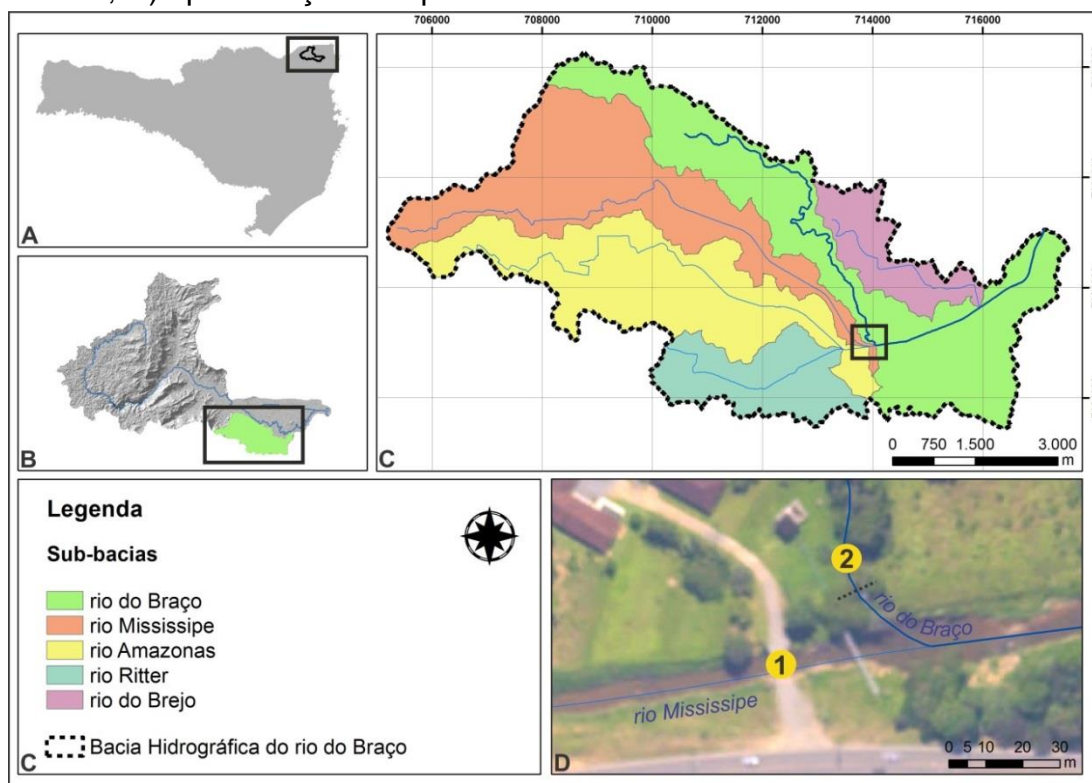 706000 708000 710000 712000 714000 716000
A
B
C
0 750 1.500 3.000
m
Legenda
Sub-bacias
rio do Braço
rio Mississipe
rio Amazonas
rio Ritter
rio do Brejo
Bacia Hidrográfica do rio do Braço
C
2
rio do Braço
1
rio Mississipe
0 5 10 20 30
m
D